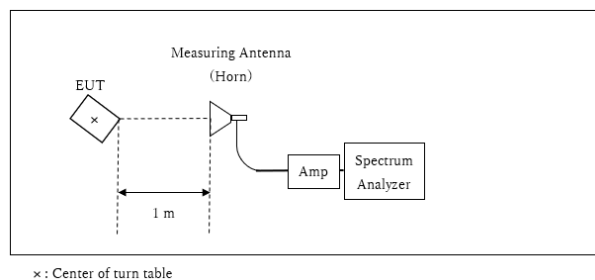 Measuring Antenna
(Horn)
EUT
×
Amp
Spectrum
Analyzer
1 m
× : Center of turn table